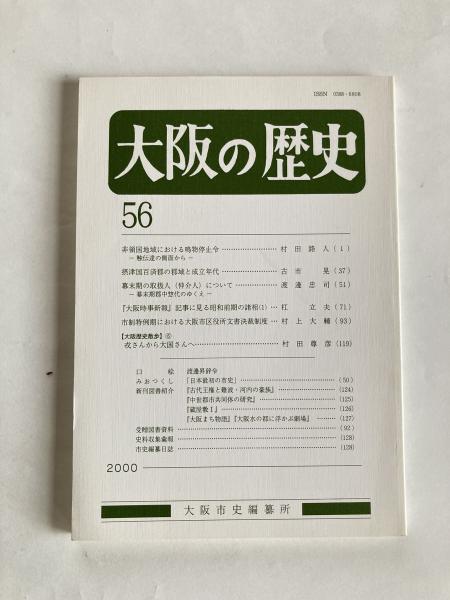 大阪の歴史
56
非領国地域における鳴物停止令 ………… 村田路人 (1)
― 触伝達の側面から ―
摂津国百済郡の郡域と成立年代 ………… 古市 晃 (37)
幕末期の取扱人(仲介人)について ………… 渡邊忠司 (51)
― 幕末期郡中惣代のゆくえ ―
『大阪時事新報』記事に見る昭和前期の諸相(1) … 杠 立夫 (71)
市制特例期における大阪市区役所文書決裁制度 … 村上大輔 (93)
【大阪歴史散歩】⑥
戎さんから大国さんへ ………… 村田尊彦 (119)
口絵 渡邊昇辞令
みおつくし 「日本最初の市史」 ………… (50)
新刊図書紹介 『古代王権と難波・河内の豪族』 ………… (124)
『中世都市共同体の研究』 ………… (125)
『蔵屋敷Ⅰ』 ………… (126)
『大阪まち物語』『大阪水の都に浮かぶ劇場』 … (127)
受贈図書資料 ………… (92)
史料収集彙報 ………… (128)
市史編纂日誌 ………… (128)
2000
大阪市史編纂所